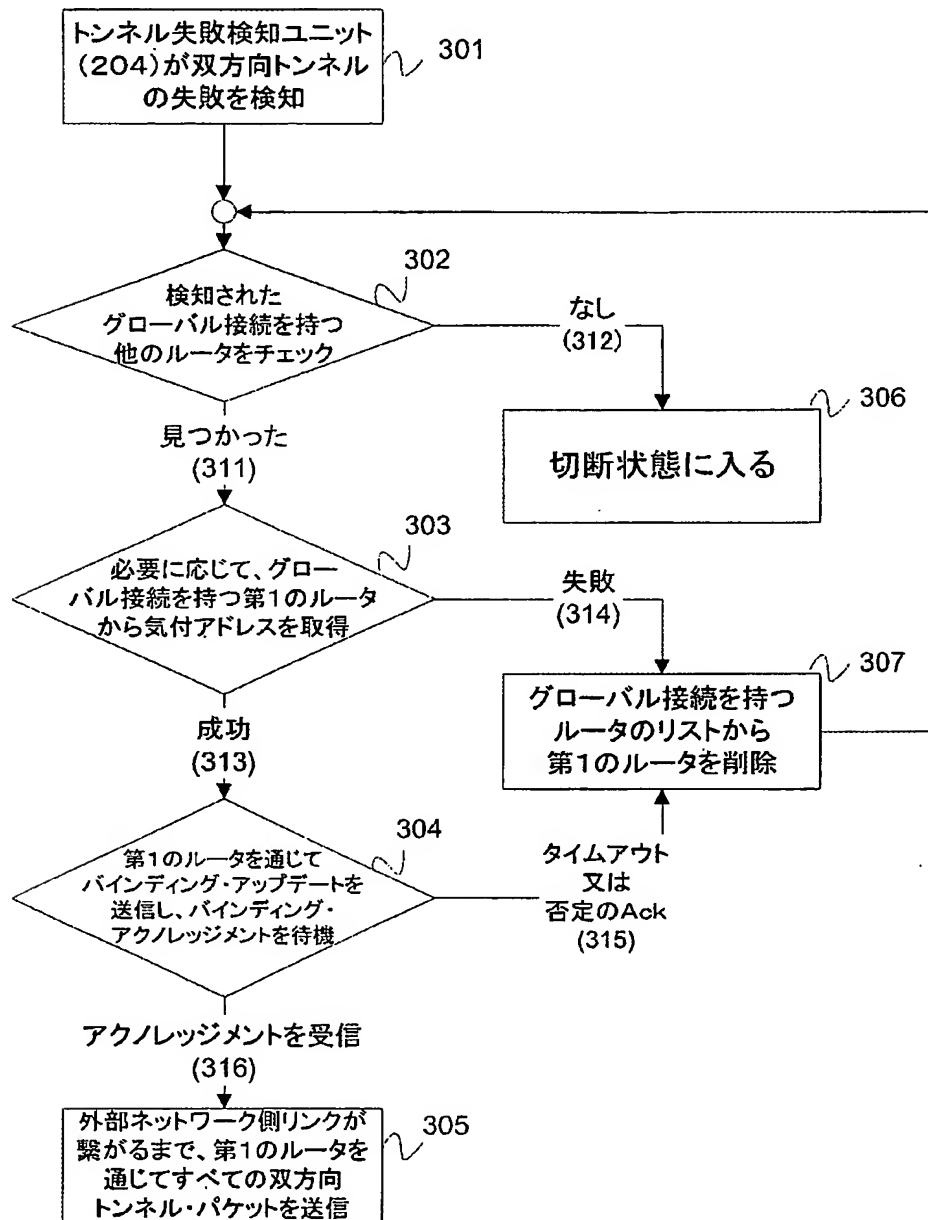 トンネル失敗検知ユニット
(204)が双方向トンネル
の失敗を検知
301
302
検知された
グローバル接続を持つ
他のルータをチェック
なし
(312)
306
切断状態に入る
見つかった
(311)
303
必要に応じて、グロー
バル接続を持つ第1のルータ
から気付アドレスを取得
失敗
(314)
307
グローバル接続を持つ
ルータのリストから
第1のルータを削除
成功
(313)
304
第1のルータを通じて
バインディング・アップデートを
送信し、バインディング・
アクノレッジメントを待機
タイムアウト
又は
否定のAck
(315)
アクノレッジメントを受信
(316)
305
外部ネットワーク側リンクが
繋がるまで、第1のルータを
通じてすべての双方向
トンネル・パケットを送信